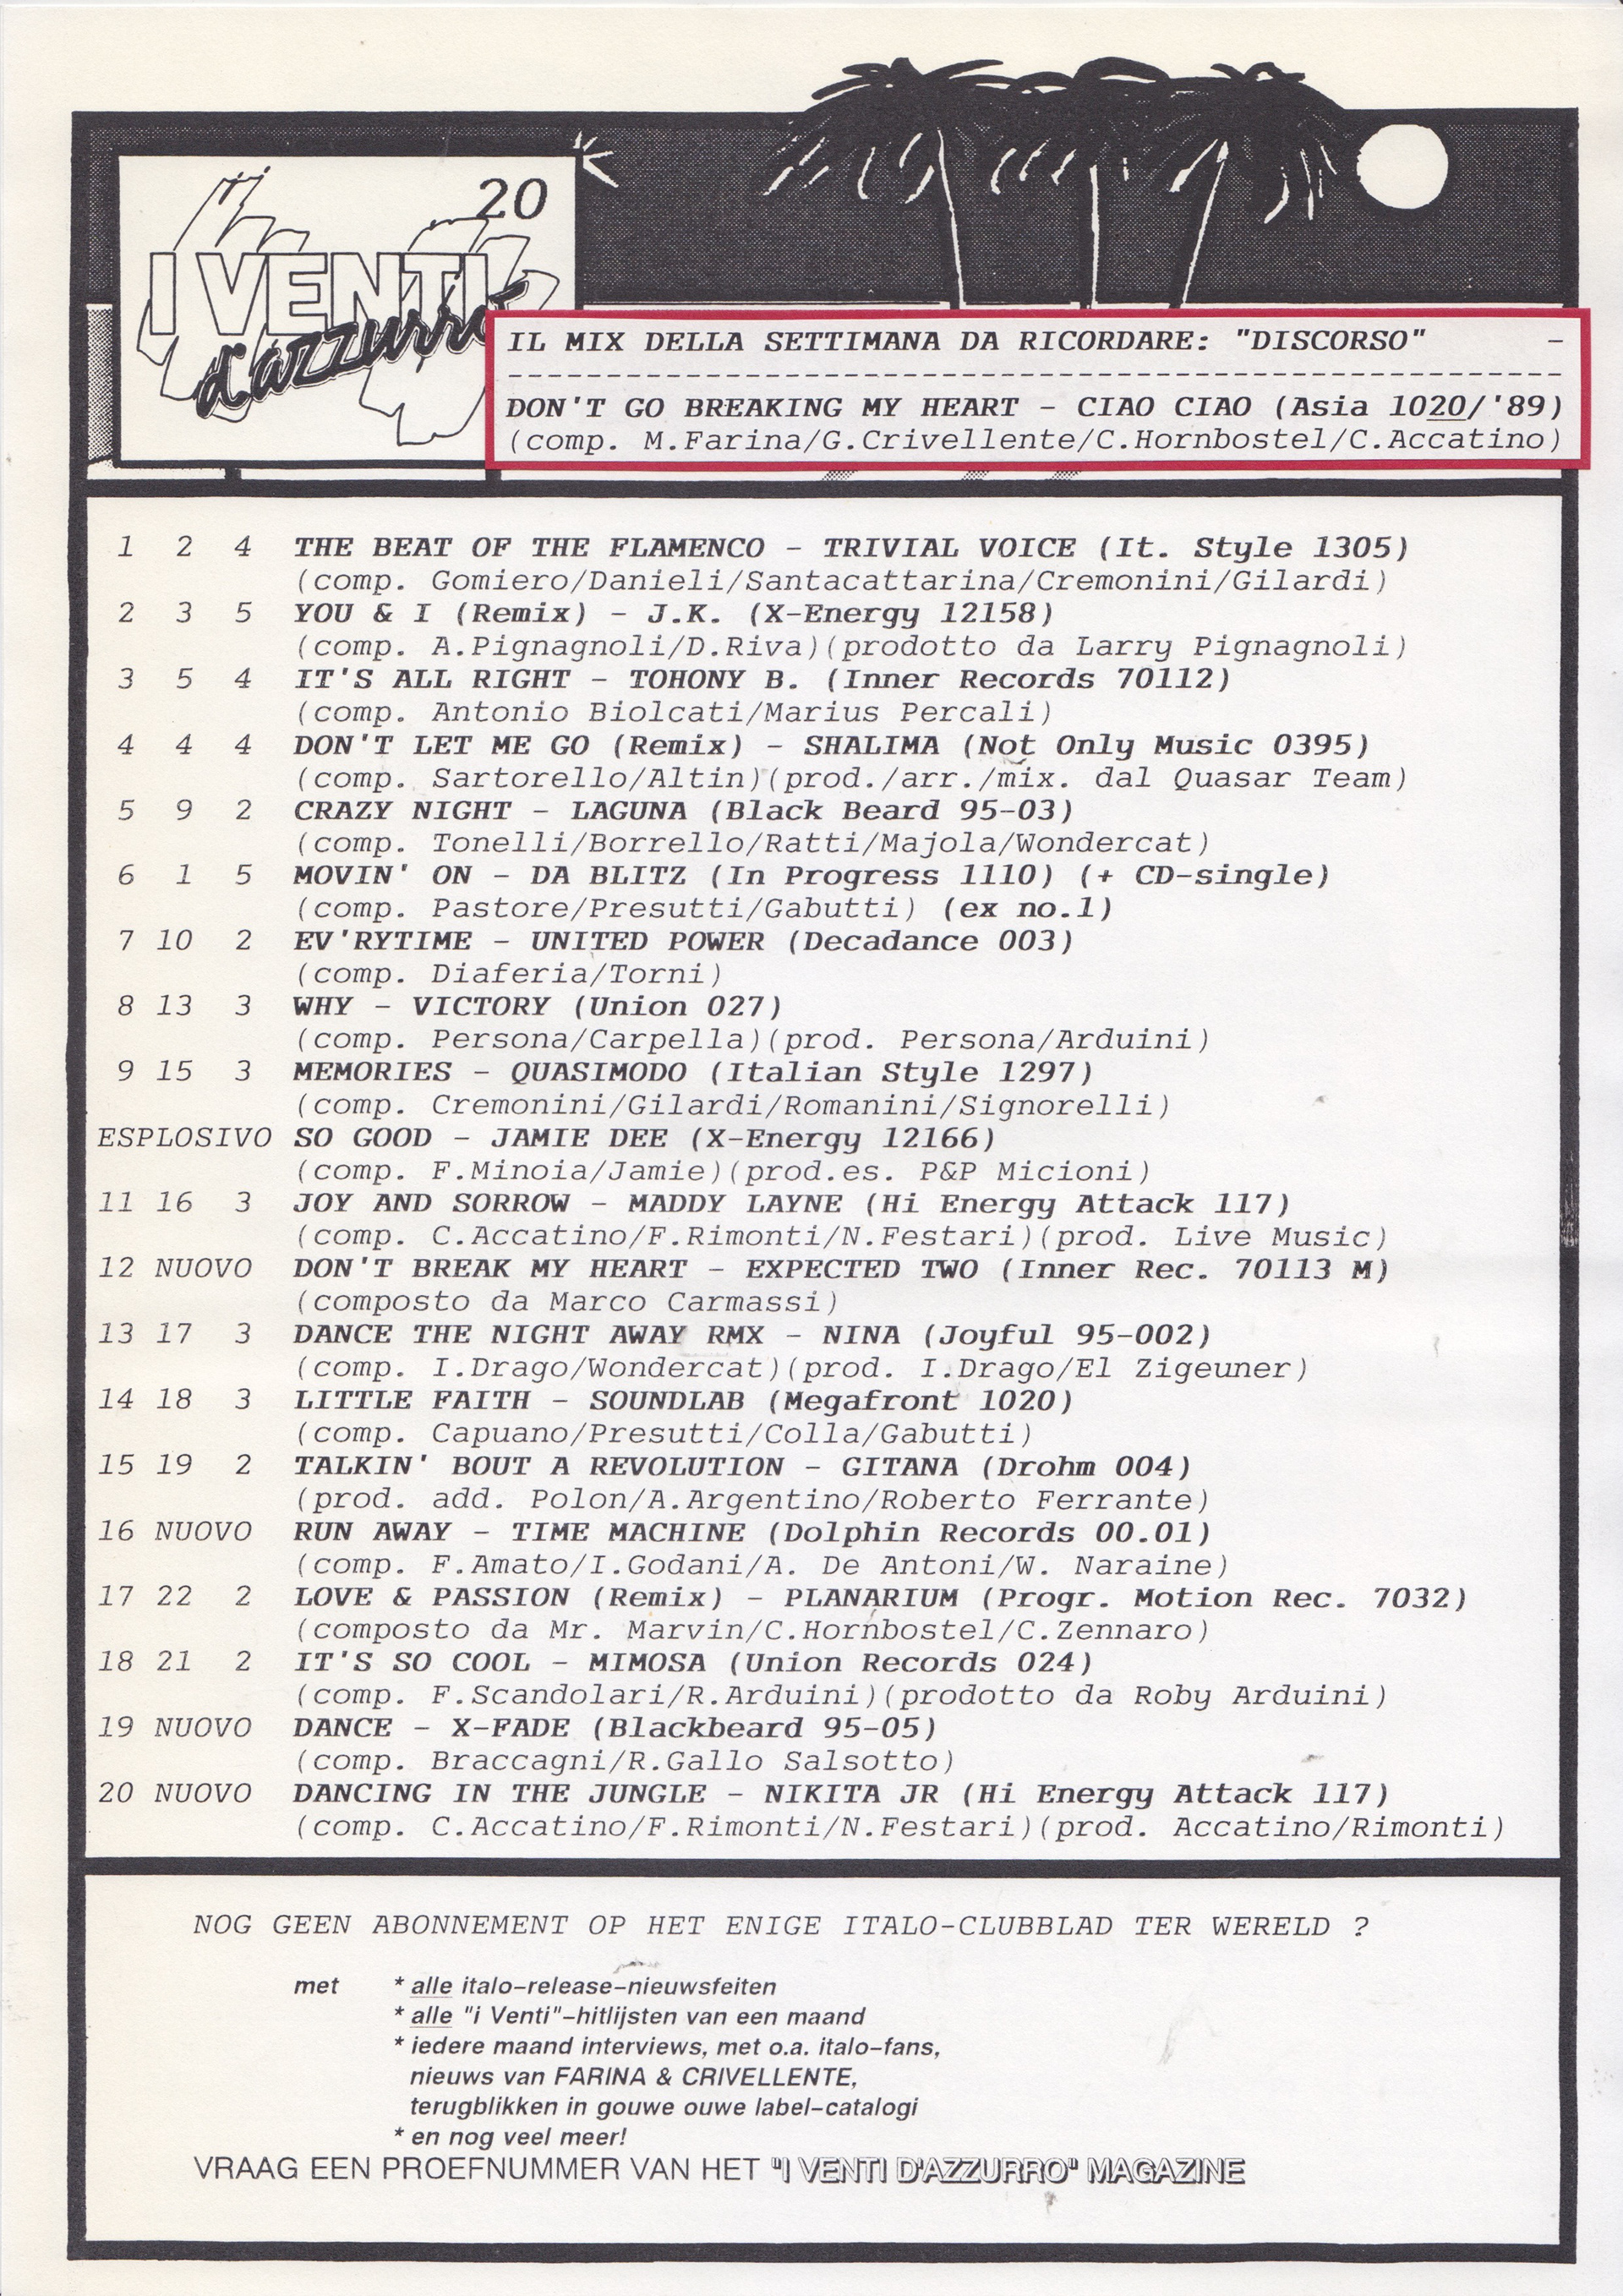 20
I VENTI
d'azzurro
IL MIX DELLA SETTIMANA DA RICORDARE: "DISCORSO" -
-------------------------------------------------------
DON'T GO BREAKING MY HEART - CIAO CIAO (Asia 1020/'89)
(comp. M.Farina/G.Crivellente/C.Hornbostel/C.Accatino)
1 2 4 THE BEAT OF THE FLAMENCO - TRIVIAL VOICE (It. Style 1305)
(comp. Gomiero/Danieli/Santacattarina/Cremonini/Gilardi)
2 3 5 YOU & I (Remix) - J.K. (X-Energy 12158)
(comp. A.Pignagnoli/D.Riva)(prodotto da Larry Pignagnoli)
3 5 4 IT'S ALL RIGHT - TOHONY B. (Inner Records 70112)
(comp. Antonio Biolcati/Marius Percali)
4 4 4 DON'T LET ME GO (Remix) - SHALIMA (Not Only Music 0395)
(comp. Sartorello/Altin)(prod./arr./mix. dal Quasar Team)
5 9 2 CRAZY NIGHT - LAGUNA (Black Beard 95-03)
(comp. Tonelli/Borrello/Ratti/Majola/Wondercat)
6 1 5 MOVIN' ON - DA BLITZ (In Progress 1110) (+ CD-single)
(comp. Pastore/Presutti/Gabutti) (ex no.1)
7 10 2 EV'RYTIME - UNITED POWER (Decadance 003)
(comp. Diaferia/Torni)
8 13 3 WHY - VICTORY (Union 027)
(comp. Persona/Carpella)(prod. Persona/Arduini)
9 15 3 MEMORIES - QUASIMODO (Italian Style 1297)
(comp. Cremonini/Gilardi/Romanini/Signorelli)
ESPLOSIVO SO GOOD - JAMIE DEE (X-Energy 12166)
(comp. F.Minoia/Jamie)(prod.es. P&P Micioni)
11 16 3 JOY AND SORROW - MADDY LAYNE (Hi Energy Attack 117)
(comp. C.Accatino/F.Rimonti/N.Festari)(prod. Live Music)
12 NUOVO DON'T BREAK MY HEART - EXPECTED TWO (Inner Rec. 70113 M)
(composto da Marco Carmassi)
13 17 3 DANCE THE NIGHT AWAY RMX - NINA (Joyful 95-002)
(comp. I.Drago/Wondercat)(prod. I.Drago/El Zigeuner)
14 18 3 LITTLE FAITH - SOUNDLAB (Megafront 1020)
(comp. Capuano/Presutti/Colla/Gabutti)
15 19 2 TALKIN' BOUT A REVOLUTION - GITANA (Drohm 004)
(prod. add. Polon/A.Argentino/Roberto Ferrante)
16 NUOVO RUN AWAY - TIME MACHINE (Dolphin Records 00.01)
(comp. F.Amato/I.Godani/A. De Antoni/W. Naraine)
17 22 2 LOVE & PASSION (Remix) - PLANARIUM (Progr. Motion Rec. 7032)
(composto da Mr. Marvin/C.Hornbostel/C.Zennaro)
18 21 2 IT'S SO COOL - MIMOSA (Union Records 024)
(comp. F.Scandolari/R.Arduini)(prodotto da Roby Arduini)
19 NUOVO DANCE - X-FADE (Blackbeard 95-05)
(comp. Braccagni/R.Gallo Salsotto)
20 NUOVO DANCING IN THE JUNGLE - NIKITA JR (Hi Energy Attack 117)
(comp. C.Accatino/F.Rimonti/N.Festari)(prod. Accatino/Rimonti)
NOG GEEN ABONNEMENT OP HET ENIGE ITALO-CLUBBLAD TER WERELD ?
met * alle italo-release-nieuwsfeiten
* alle "i Venti"-hitlijsten van een maand
* iedere maand interviews, met o.a. italo-fans,
nieuws van FARINA & CRIVELLENTE,
terugblikken in gouwe ouwe label-catalogi
* en nog veel meer!
VRAAG EEN PROEFNUMMER VAN HET "I VENTI D'AZZURRO" MAGAZINE